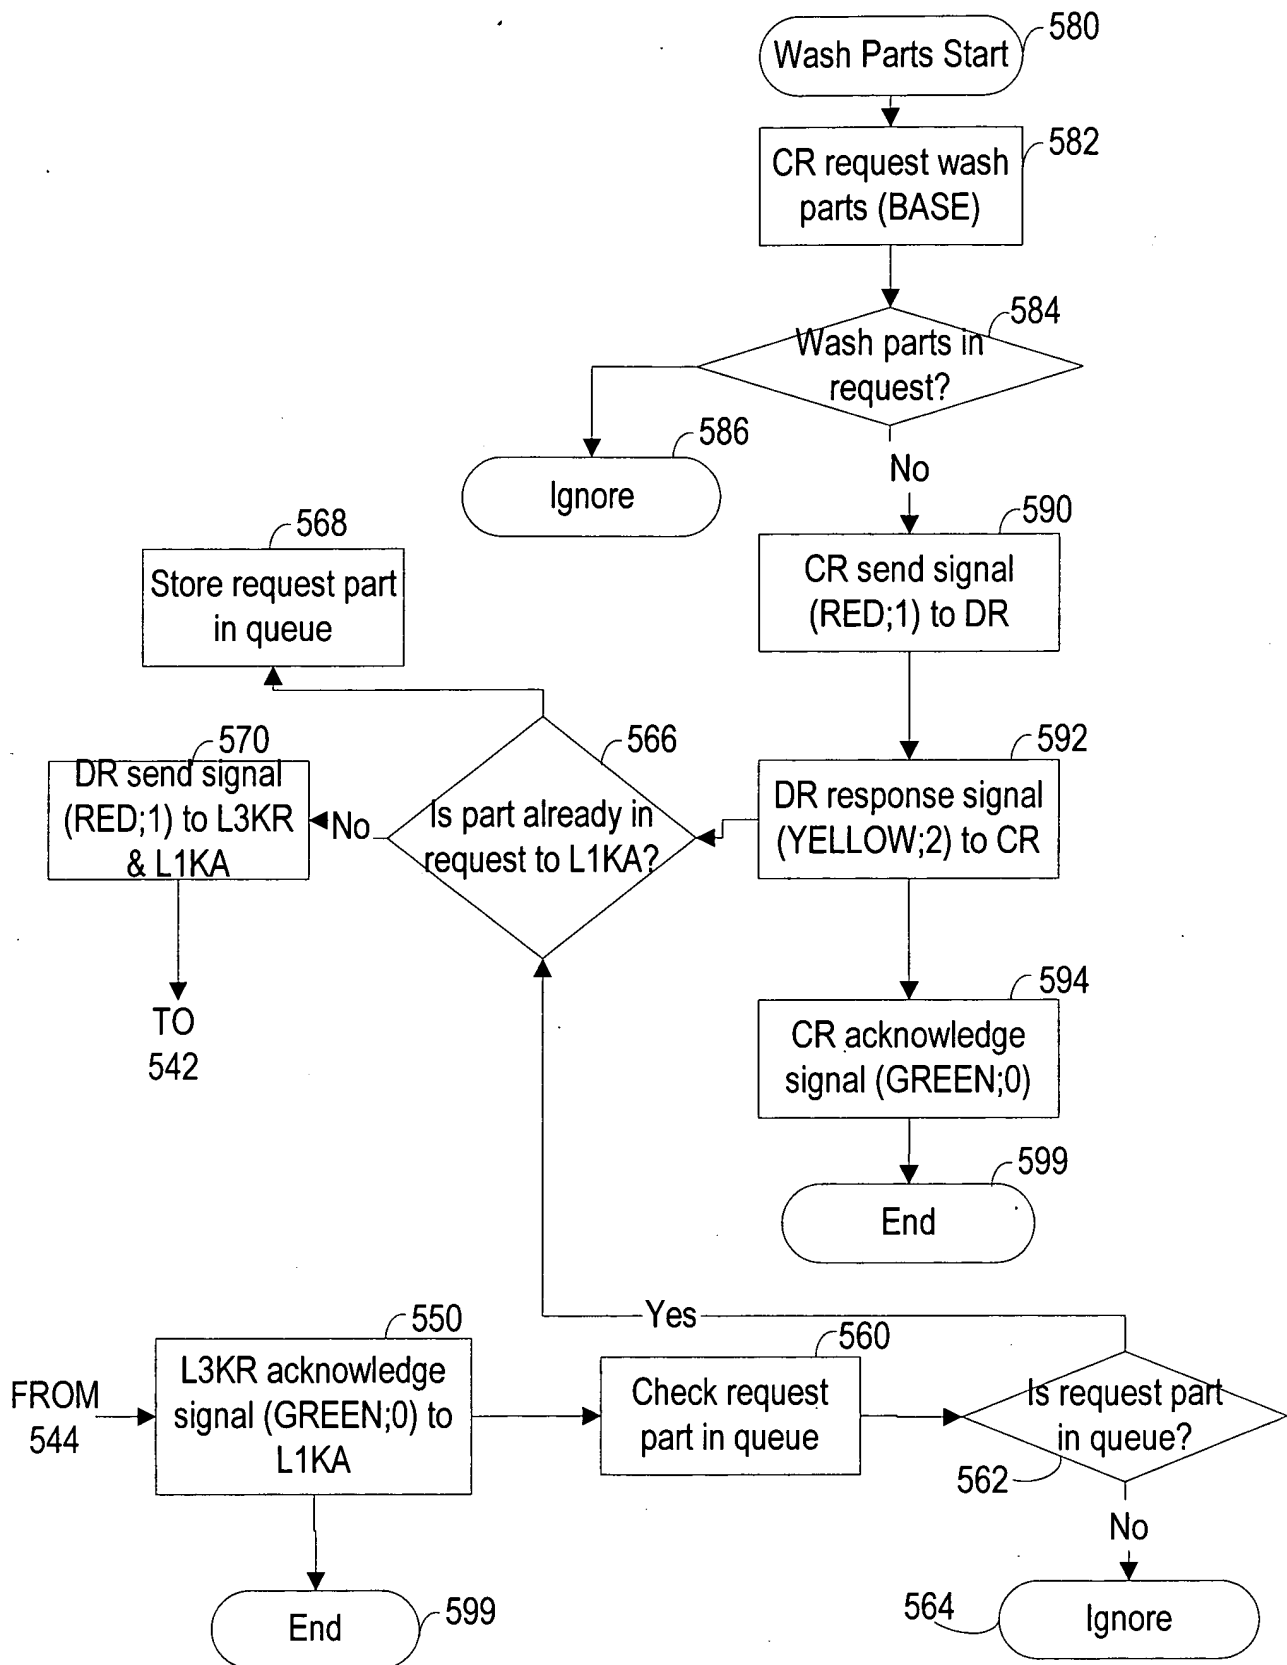 580
Wash Parts Start
582
CR request wash
parts (BASE)
584
Wash parts in
request?
586
Ignore
No
590
CR send signal
(RED;1) to DR
568
Store request part
in queue
570
DR send signal
(RED;1) to L3KR
& L1KA
No
566
Is part already in
request to L1KA?
592
DR response signal
(YELLOW;2) to CR
TO
542
594
CR acknowledge
signal (GREEN;0)
599
End
Yes
FROM
544
550
L3KR acknowledge
signal (GREEN;0) to
L1KA
560
Check request
part in queue
Is request part
in queue?
562
No
End
599
564
Ignore